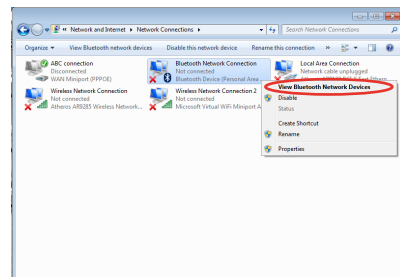 Network and Internet ▸ Network Connections ▸
Search Network Connections
Organize View Bluetooth network devices Disable this network device Rename this connection »
ABC connection
Disconnected
WAN Miniport (PPPOE)
Bluetooth Network Connection
Not connected
Bluetooth Device (Personal Area ...
Local Area Connection
Network cable unplugged
Wireless Network Connection
Not connected
Atheros AR9285 Wireless Network...
Wireless Network Connection 2
Not connected
Microsoft Virtual WiFi Miniport A
View Bluetooth Network Devices
Disable
Status
Create Shortcut
Rename
Properties